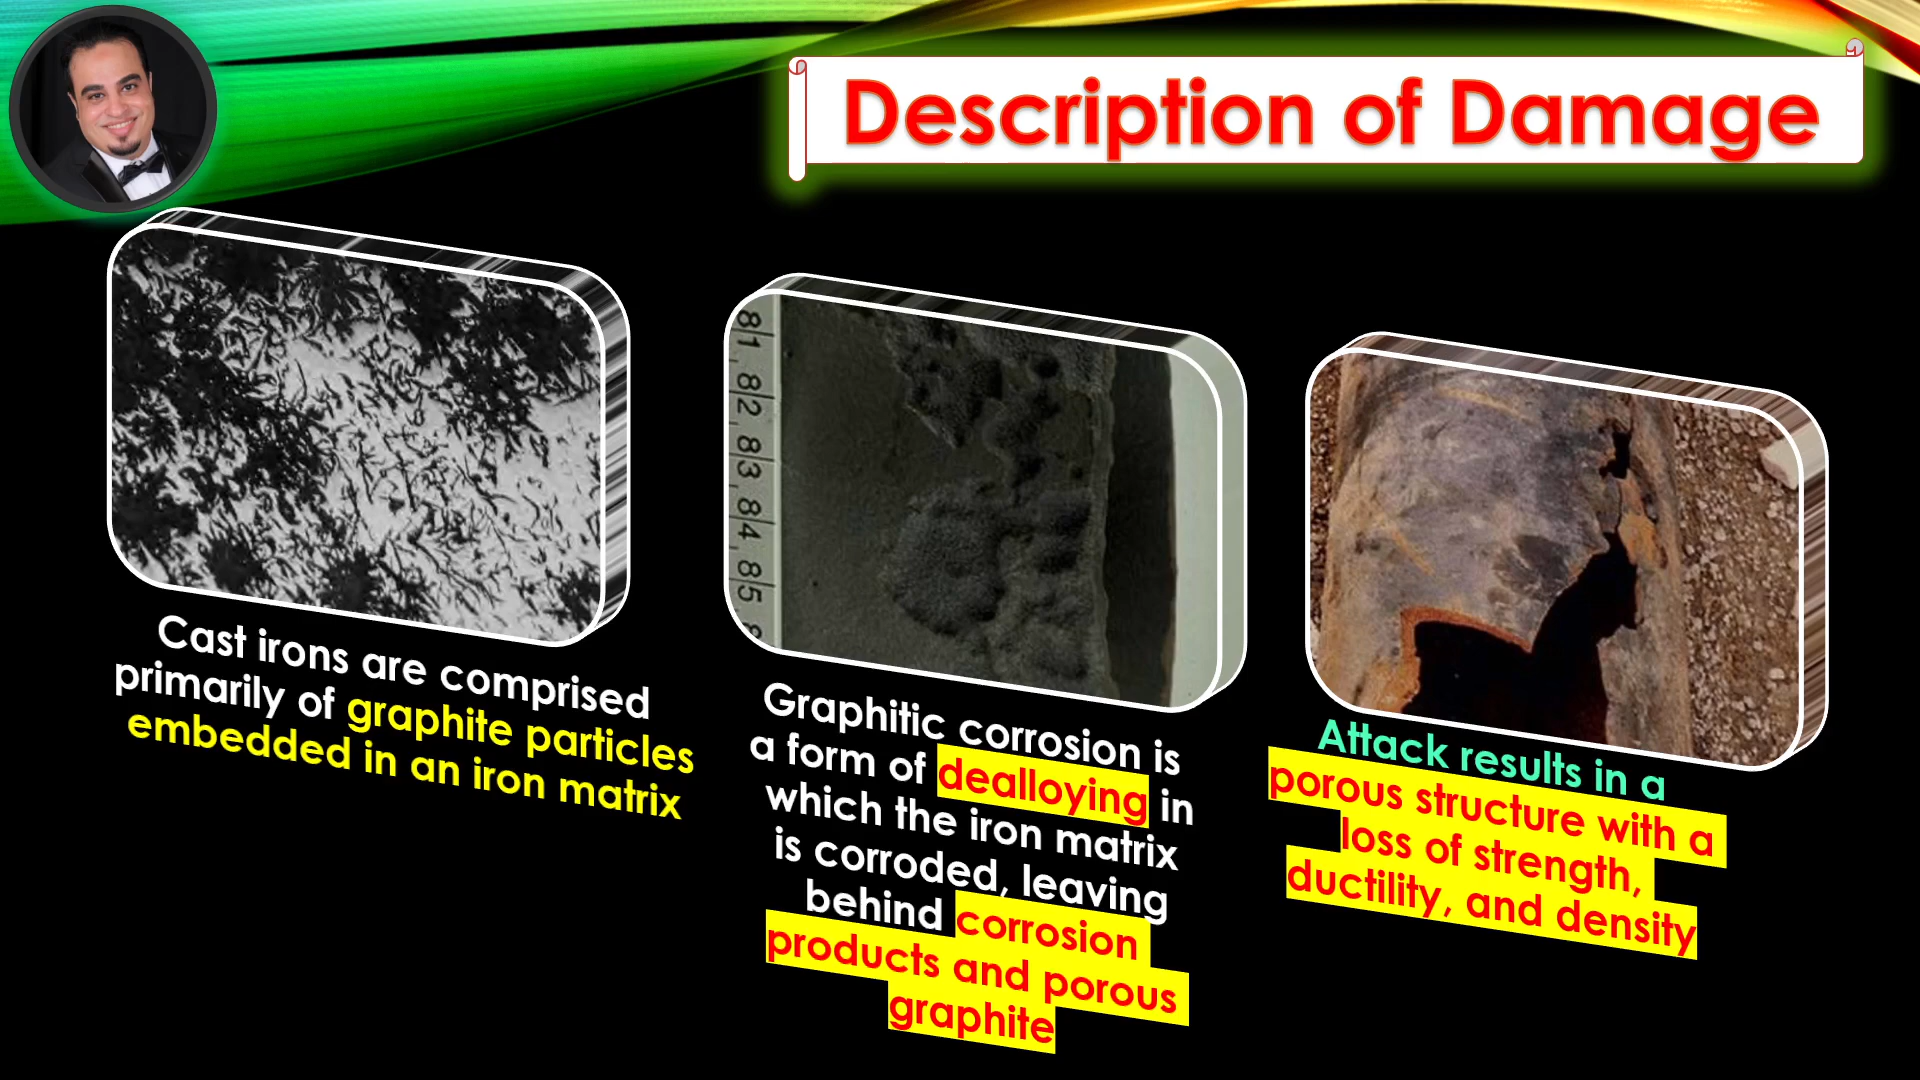 Description of Damage
Cast irons are comprised
primarily of graphite particles
embedded in an iron matrix
81
82
83
84
85
Graphitic corrosion is
a form of dealloying in
which the iron matrix
is corroded, leaving
behind corrosion
products and porous
graphite
Attack results in a
porous structure with a
loss of strength,
ductility, and density